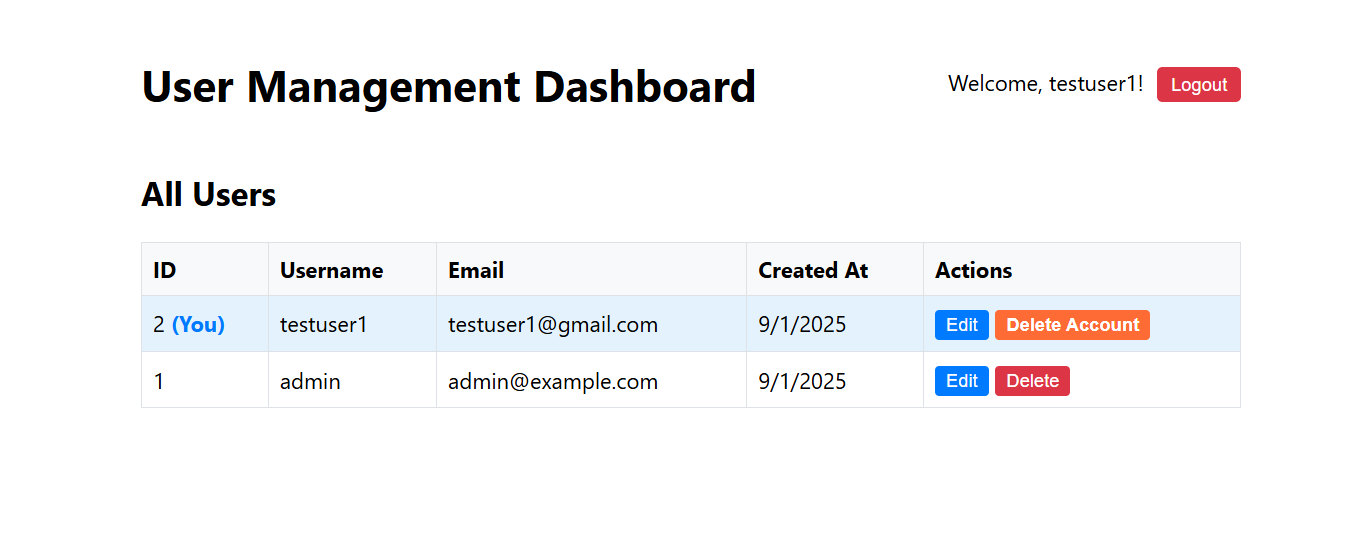 User Management Dashboard
Welcome, testuser1! Logout
All Users
ID Username Email Created At Actions
2 (You) testuser1 testuser1@gmail.com 9/1/2025 Edit Delete Account
1 admin admin@example.com 9/1/2025 Edit Delete